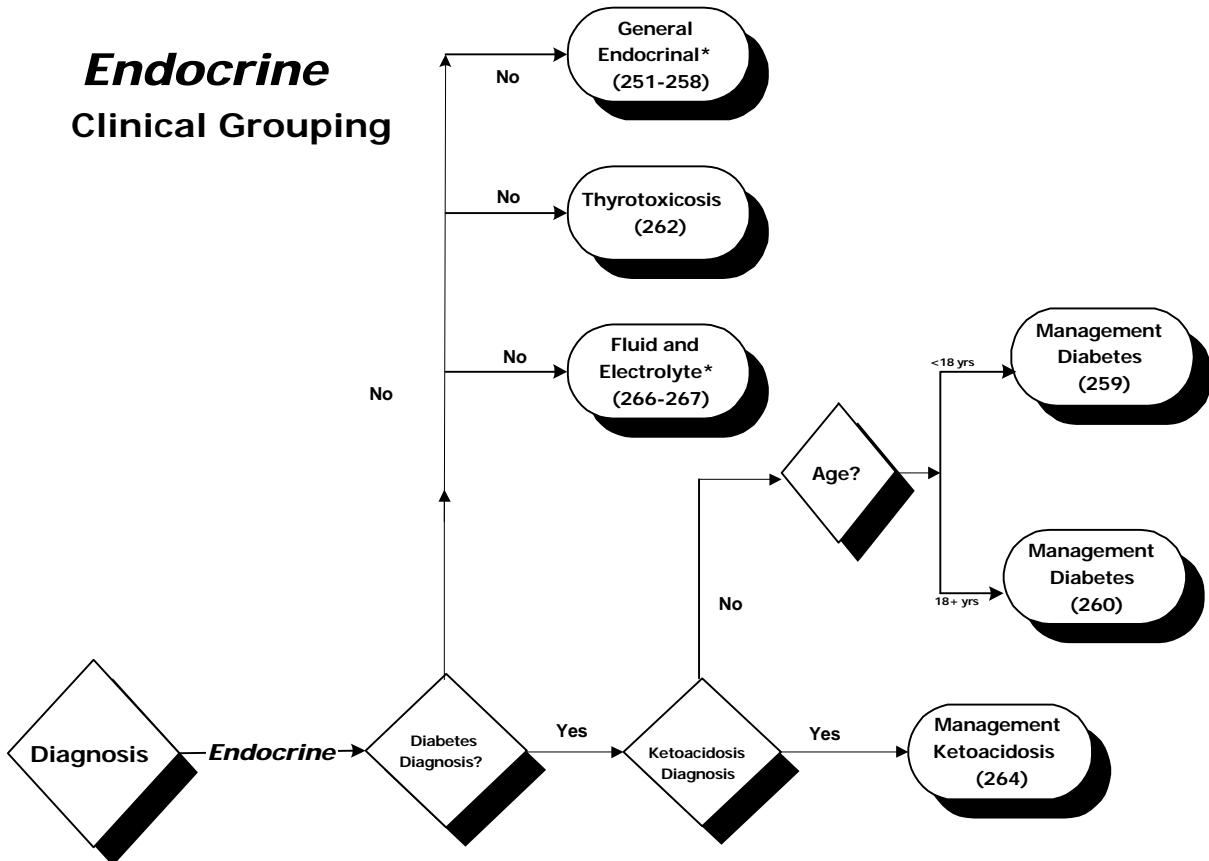 Endocrine
Clinical Grouping
General
Endocrinal*
(251-258)
No
Thyrotoxicosis
(262)
No
Fluid and
Electrolyte*
(266-267)
No
No
Management
Diabetes
(259)
<18 yrs
Age?
Management
Diabetes
(260)
18+ yrs
No
Diagnosis
Endocrine
Diabetes
Diagnosis?
Yes
Ketoacidosis
Diagnosis
Yes
Management
Ketoacidosis
(264)